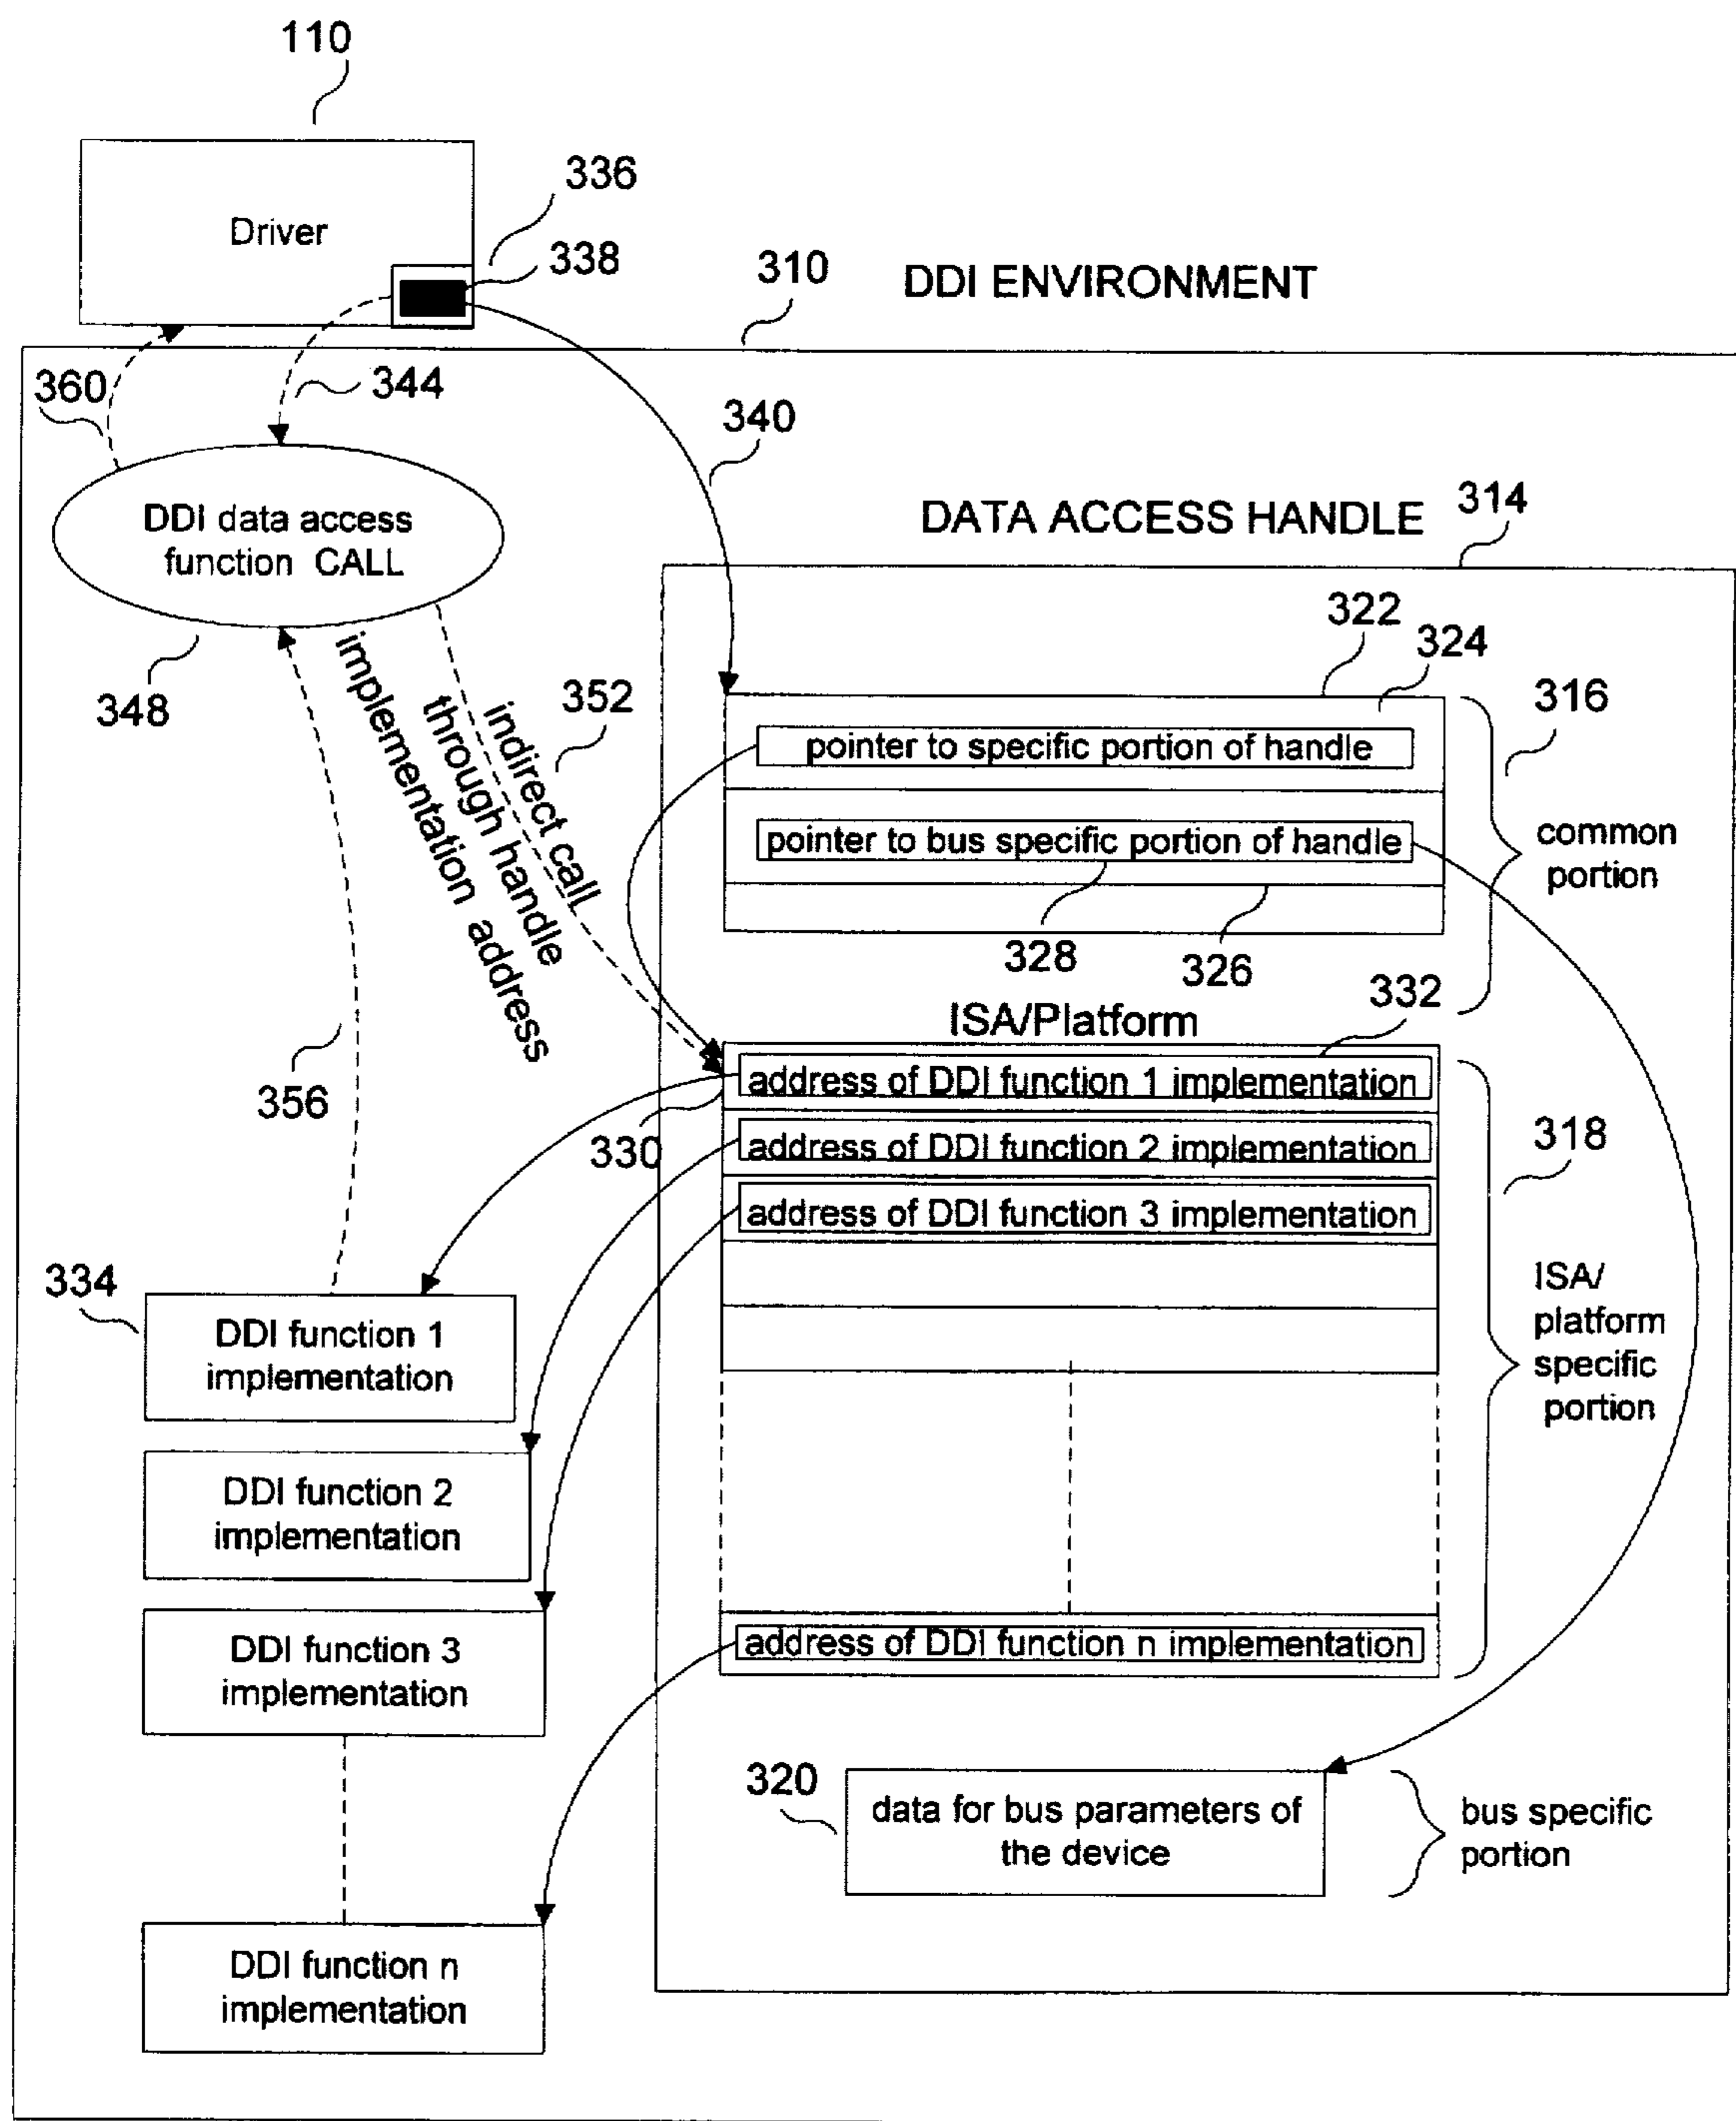 110
Driver
336
338
310
DDI ENVIRONMENT
360
344
340
DDI data access
function CALL
DATA ACCESS HANDLE
314
348
indirect call
through handle
implementation address
352
322
324
316
pointer to specific portion of handle
pointer to bus specific portion of handle
common
portion
328
326
332
ISA/Platform
356
330
address of DDI function 1 implementation
address of DDI function 2 implementation
address of DDI function 3 implementation
318
334
DDI function 1
implementation
ISA/
platform
specific
portion
DDI function 2
implementation
DDI function 3
implementation
address of DDI function n implementation
320
data for bus parameters of
the device
bus specific
portion
DDI function n
implementation